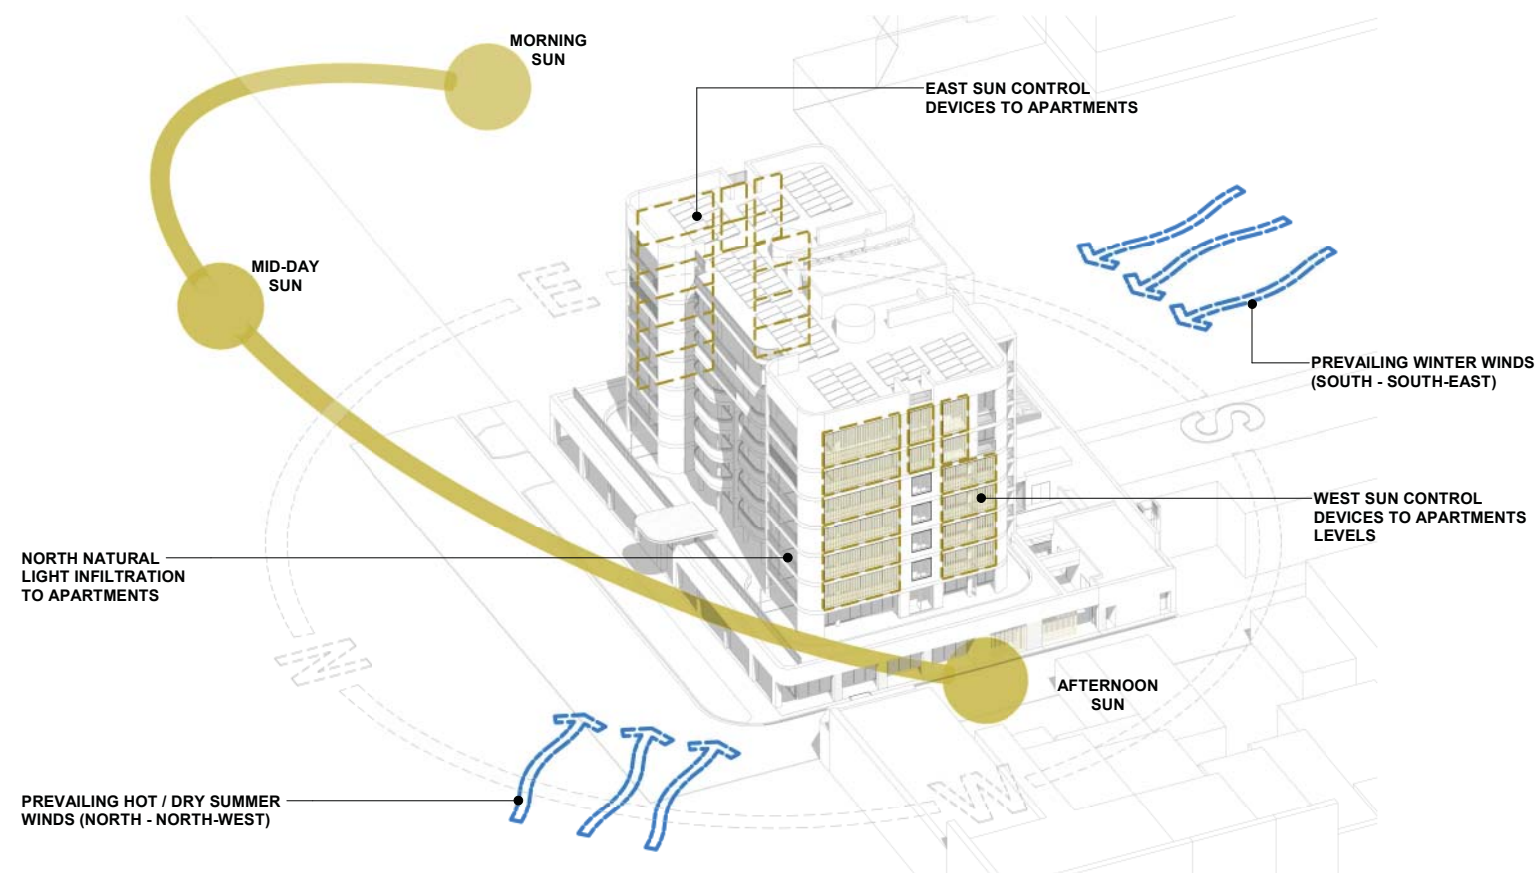 MORNING
SUN
EAST SUN CONTROL
DEVICES TO APARTMENTS
MID-DAY
SUN
E
PREVAILING WINTER WINDS
(SOUTH - SOUTH-EAST)
S
WEST SUN CONTROL
DEVICES TO APARTMENTS
LEVELS
NORTH NATURAL
LIGHT INFILTRATION
TO APARTMENTS
N
AFTERNOON
SUN
W
PREVAILING HOT / DRY SUMMER
WINDS (NORTH - NORTH-WEST)